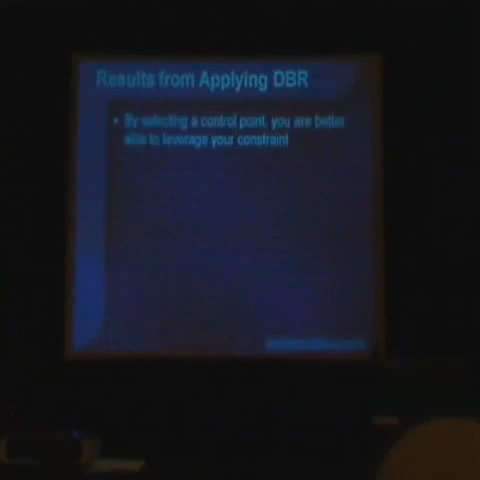 Results from Applying DBR
• By selecting a control point, you are better
able to leverage your constraint